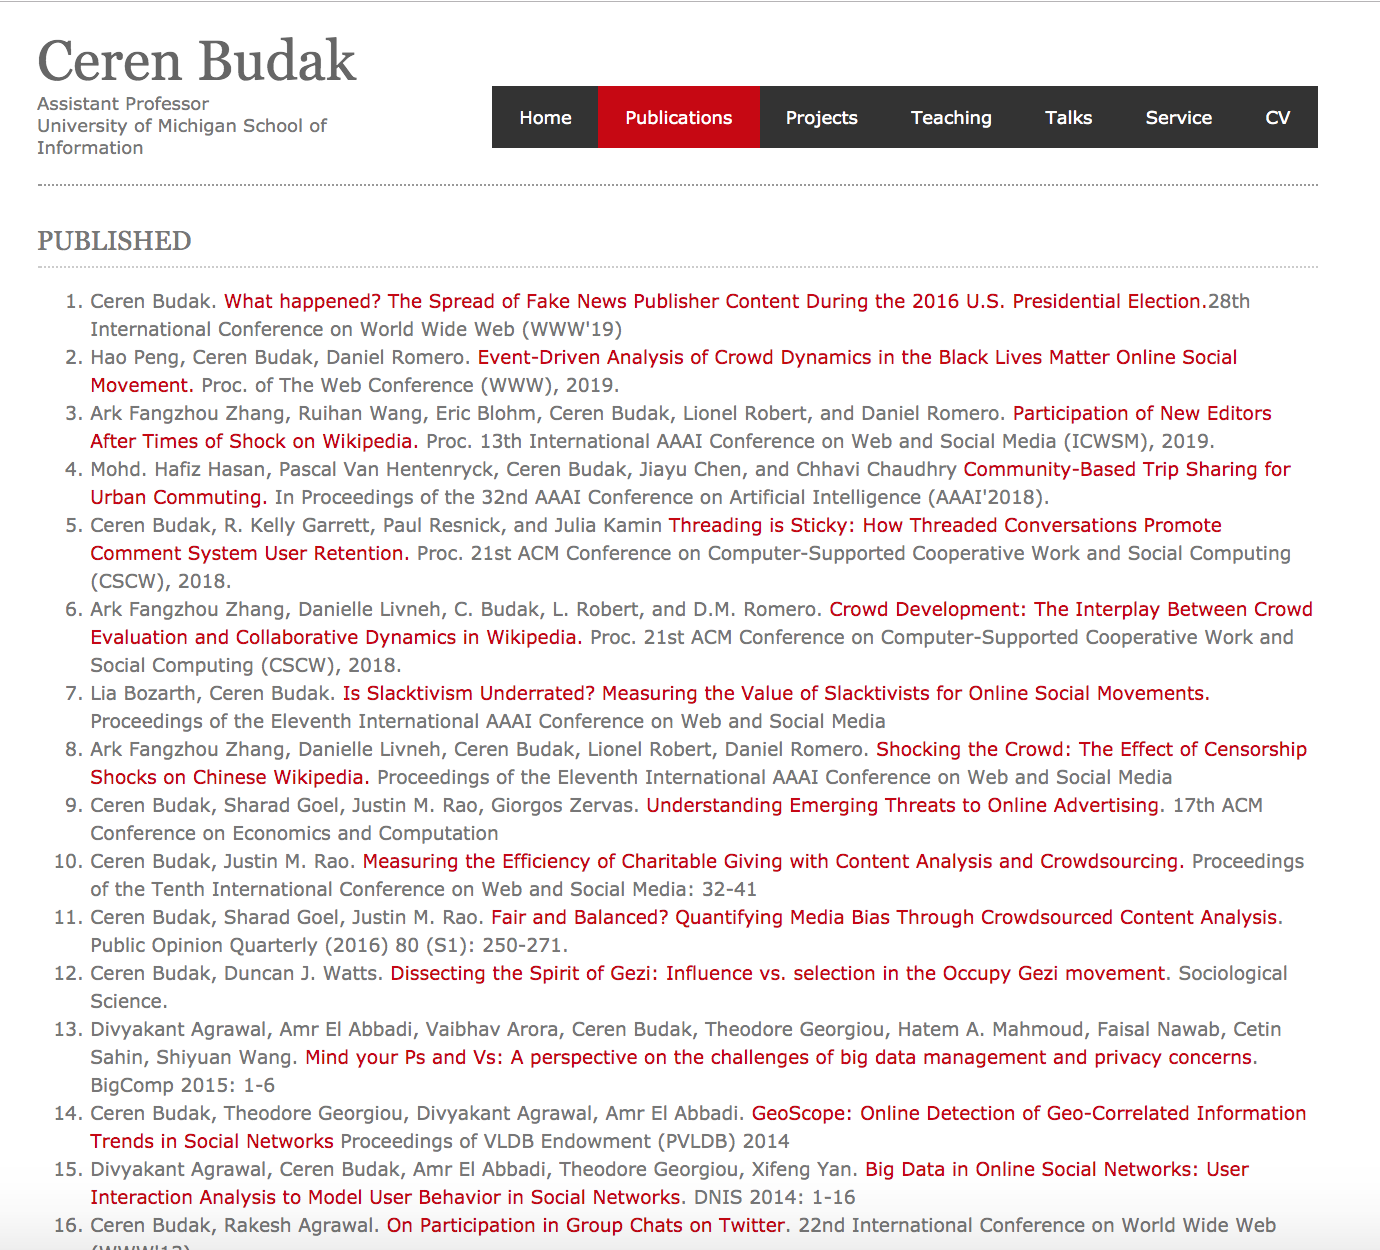 Ceren Budak
Assistant Professor
University of Michigan School of
Information
Home Publications Projects Teaching Talks Service CV
PUBLISHED
1. Ceren Budak. What happened? The Spread of Fake News Publisher Content During the 2016 U.S. Presidential Election.28th
International Conference on World Wide Web (WWW'19)
2. Hao Peng, Ceren Budak, Daniel Romero. Event-Driven Analysis of Crowd Dynamics in the Black Lives Matter Online Social
Movement. Proc. of The Web Conference (WWW), 2019.
3. Ark Fangzhou Zhang, Ruihan Wang, Eric Blohm, Ceren Budak, Lionel Robert, and Daniel Romero. Participation of New Editors
After Times of Shock on Wikipedia. Proc. 13th International AAAI Conference on Web and Social Media (ICWSM), 2019.
4. Mohd. Hafiz Hasan, Pascal Van Hentenryck, Ceren Budak, Jiayu Chen, and Chhavi Chaudhry Community-Based Trip Sharing for
Urban Commuting. In Proceedings of the 32nd AAAI Conference on Artificial Intelligence (AAAI'2018).
5. Ceren Budak, R. Kelly Garrett, Paul Resnick, and Julia Kamin Threading is Sticky: How Threaded Conversations Promote
Comment System User Retention. Proc. 21st ACM Conference on Computer-Supported Cooperative Work and Social Computing
(CSCW), 2018.
6. Ark Fangzhou Zhang, Danielle Livneh, C. Budak, L. Robert, and D.M. Romero. Crowd Development: The Interplay Between Crowd
Evaluation and Collaborative Dynamics in Wikipedia. Proc. 21st ACM Conference on Computer-Supported Cooperative Work and
Social Computing (CSCW), 2018.
7. Lia Bozarth, Ceren Budak. Is Slacktivism Underrated? Measuring the Value of Slacktivists for Online Social Movements.
Proceedings of the Eleventh International AAAI Conference on Web and Social Media
8. Ark Fangzhou Zhang, Danielle Livneh, Ceren Budak, Lionel Robert, Daniel Romero. Shocking the Crowd: The Effect of Censorship
Shocks on Chinese Wikipedia. Proceedings of the Eleventh International AAAI Conference on Web and Social Media
9. Ceren Budak, Sharad Goel, Justin M. Rao, Giorgos Zervas. Understanding Emerging Threats to Online Advertising. 17th ACM
Conference on Economics and Computation
10. Ceren Budak, Justin M. Rao. Measuring the Efficiency of Charitable Giving with Content Analysis and Crowdsourcing. Proceedings
of the Tenth International Conference on Web and Social Media: 32-41
11. Ceren Budak, Sharad Goel, Justin M. Rao. Fair and Balanced? Quantifying Media Bias Through Crowdsourced Content Analysis.
Public Opinion Quarterly (2016) 80 (S1): 250-271.
12. Ceren Budak, Duncan J. Watts. Dissecting the Spirit of Gezi: Influence vs. selection in the Occupy Gezi movement. Sociological
Science.
13. Divyakant Agrawal, Amr El Abbadi, Vaibhav Arora, Ceren Budak, Theodore Georgiou, Hatem A. Mahmoud, Faisal Nawab, Cetin
Sahin, Shiyuan Wang. Mind your Ps and Vs: A perspective on the challenges of big data management and privacy concerns.
BigComp 2015: 1-6
14. Ceren Budak, Theodore Georgiou, Divyakant Agrawal, Amr El Abbadi. GeoScope: Online Detection of Geo-Correlated Information
Trends in Social Networks Proceedings of VLDB Endowment (PVLDB) 2014
15. Divyakant Agrawal, Ceren Budak, Amr El Abbadi, Theodore Georgiou, Xifeng Yan. Big Data in Online Social Networks: User
Interaction Analysis to Model User Behavior in Social Networks. DNIS 2014: 1-16
16. Ceren Budak, Rakesh Agrawal. On Participation in Group Chats on Twitter. 22nd International Conference on World Wide Web